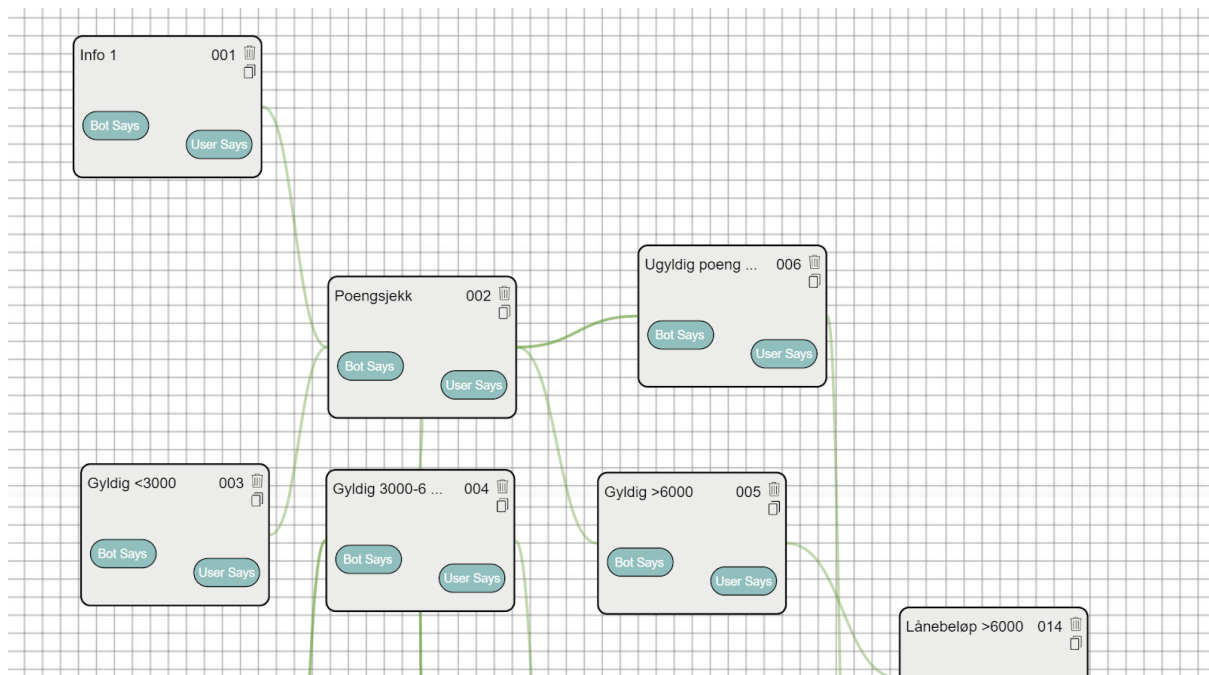 Info 1 001
Bot Says
User Says
Ugyldig poeng ... 006
Bot Says
User Says
Poengsjekk 002
Bot Says
User Says
Gyldig <3000 003
Bot Says
User Says
Gyldig 3000-6 ... 004
Bot Says
User Says
Gyldig >6000 005
Bot Says
User Says
Lånebeløp >6000 014